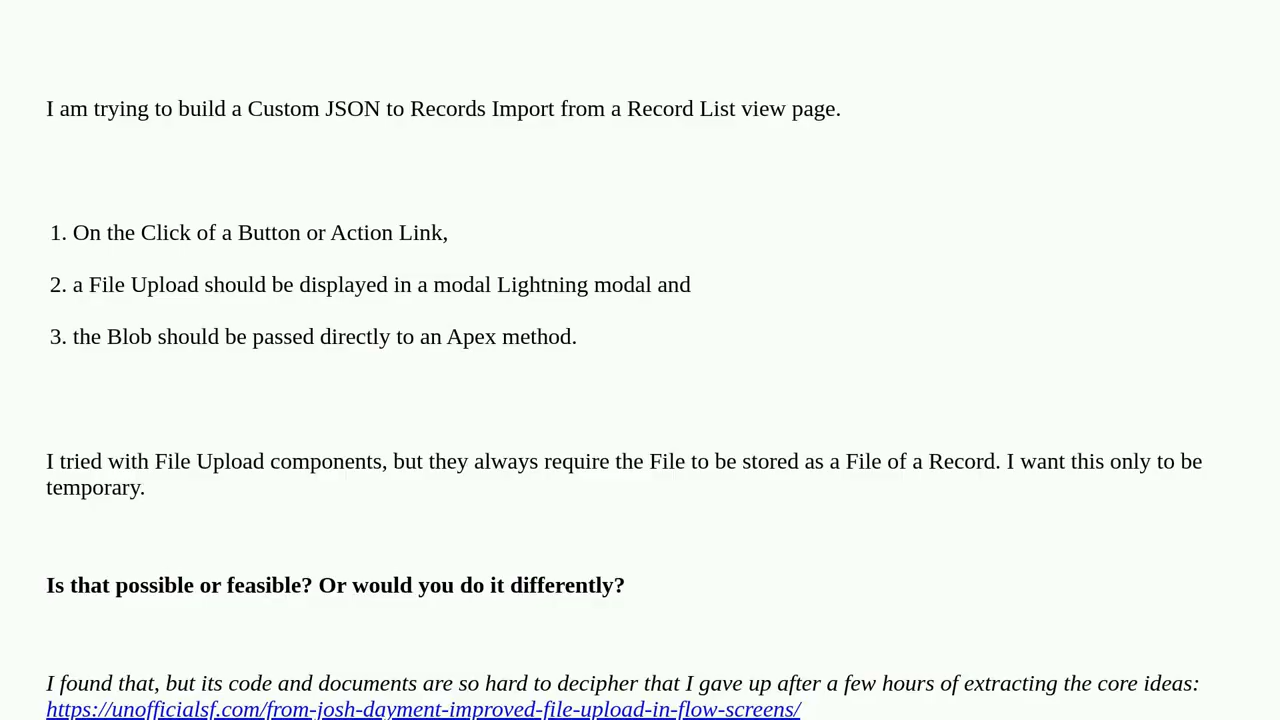 I am trying to build a Custom JSON to Records Import from a Record List view page.
1. On the Click of a Button or Action Link,
2. a File Upload should be displayed in a modal Lightning modal and
3. the Blob should be passed directly to an Apex method.
I tried with File Upload components, but they always require the File to be stored as a File of a Record. I want this only to be
temporary.
Is that possible or feasible? Or would you do it differently?
I found that, but its code and documents are so hard to decipher that I gave up after a few hours of extracting the core ideas:
https://unofficialsf.com/from-josh-dayment-improved-file-upload-in-flow-screens/